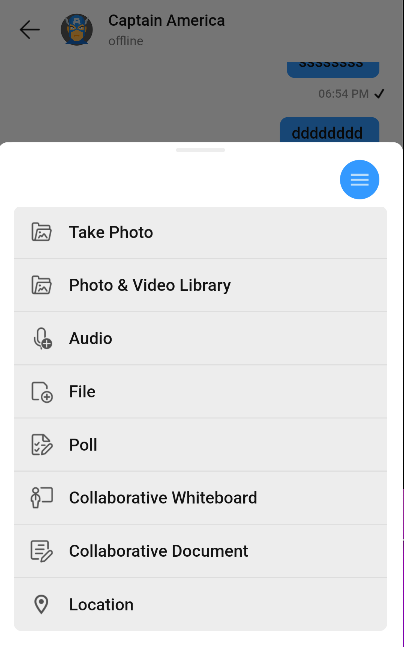 Captain America
offline
ssssssss
06:54 PM
dddddddd
Take Photo
Photo & Video Library
Audio
File
Poll
Collaborative Whiteboard
Collaborative Document
Location